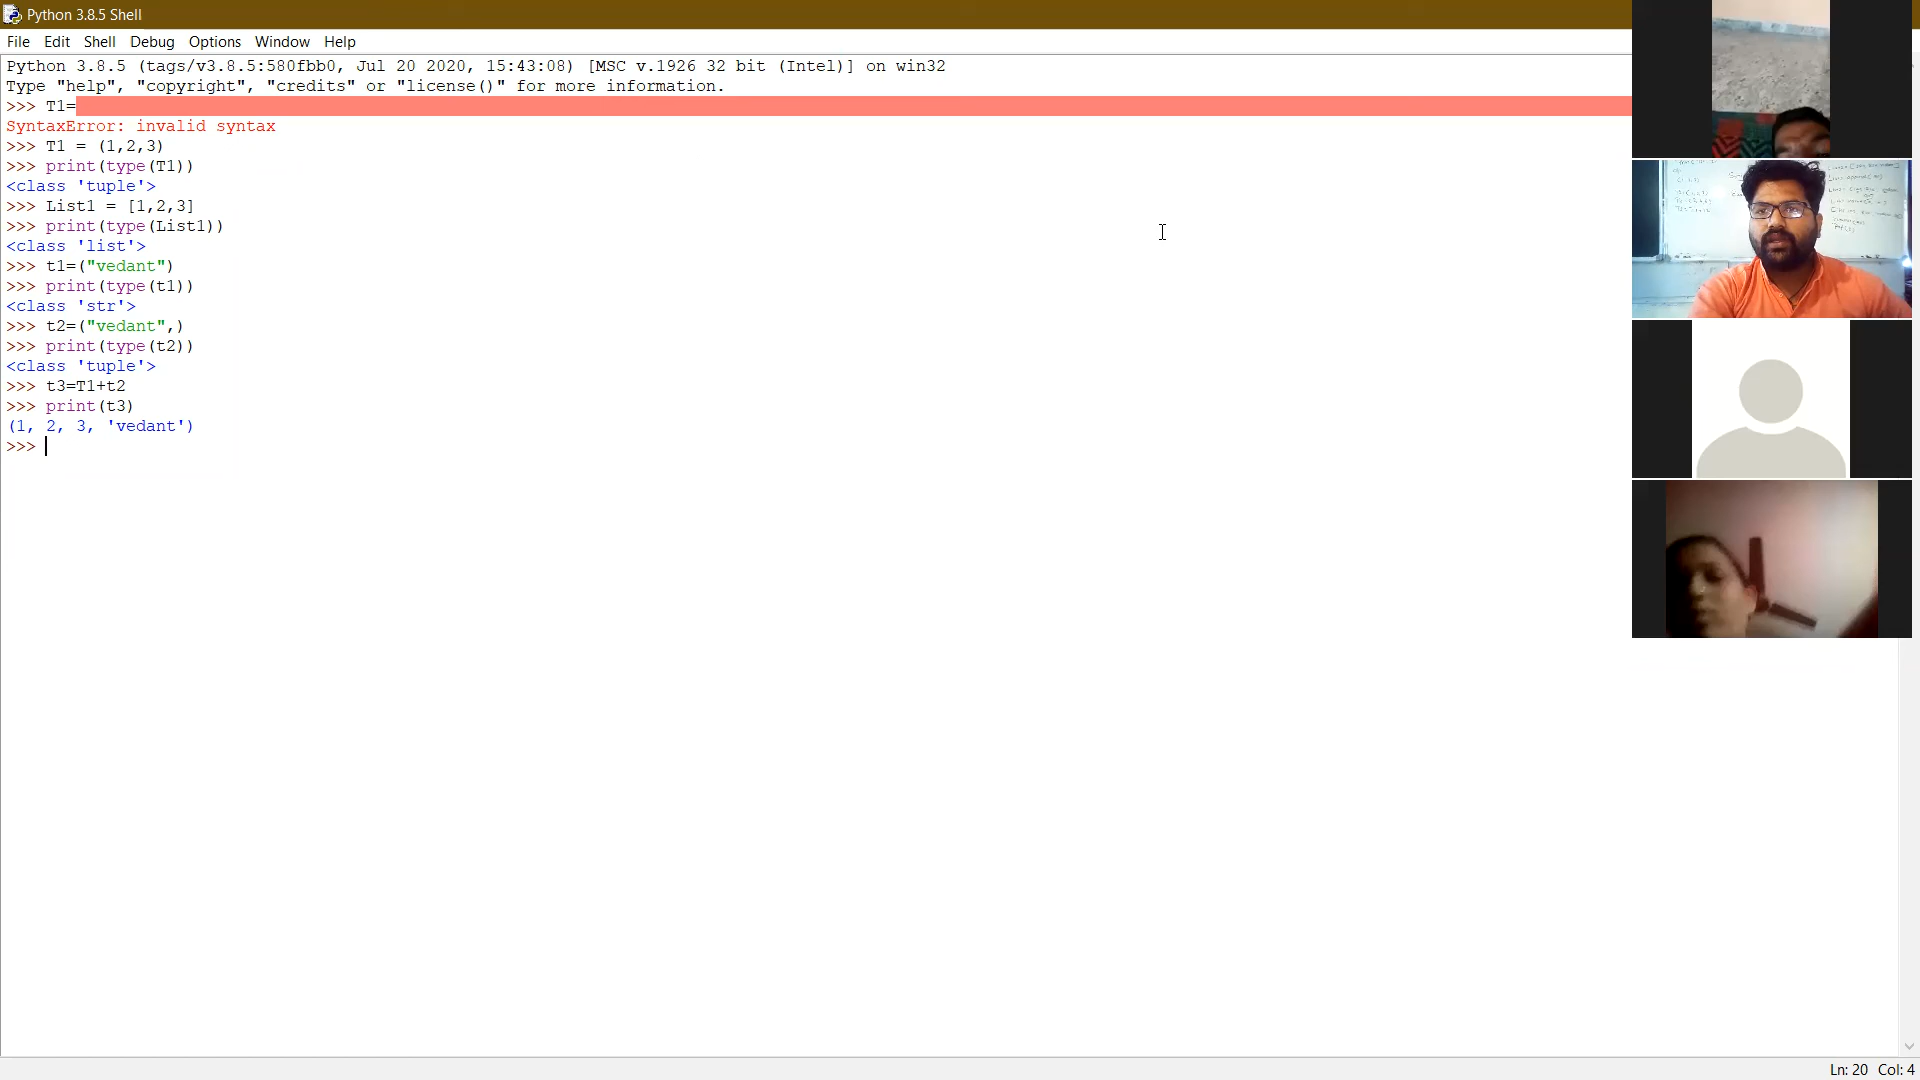 Python 3.8.5 Shell
File Edit Shell Debug Options Window Help
Python 3.8.5 (tags/v3.8.5:580fbb0, Jul 20 2020, 15:43:08) [MSC v.1926 32 bit (Intel)] on win32
Type "help", "copyright", "credits" or "license()" for more information.
>>> T1=
SyntaxError: invalid syntax
>>> T1 = (1,2,3)
>>> print(type(T1))
<class 'tuple'>
>>> List1 = [1,2,3]
>>> print(type(List1))
<class 'list'>
>>> t1=("vedant")
>>> print(type(t1))
<class 'str'>
>>> t2=("vedant",)
>>> print(type(t2))
<class 'tuple'>
>>> t3=T1+t2
>>> print(t3)
(1, 2, 3, 'vedant')
>>>
Ln: 20 Col: 4